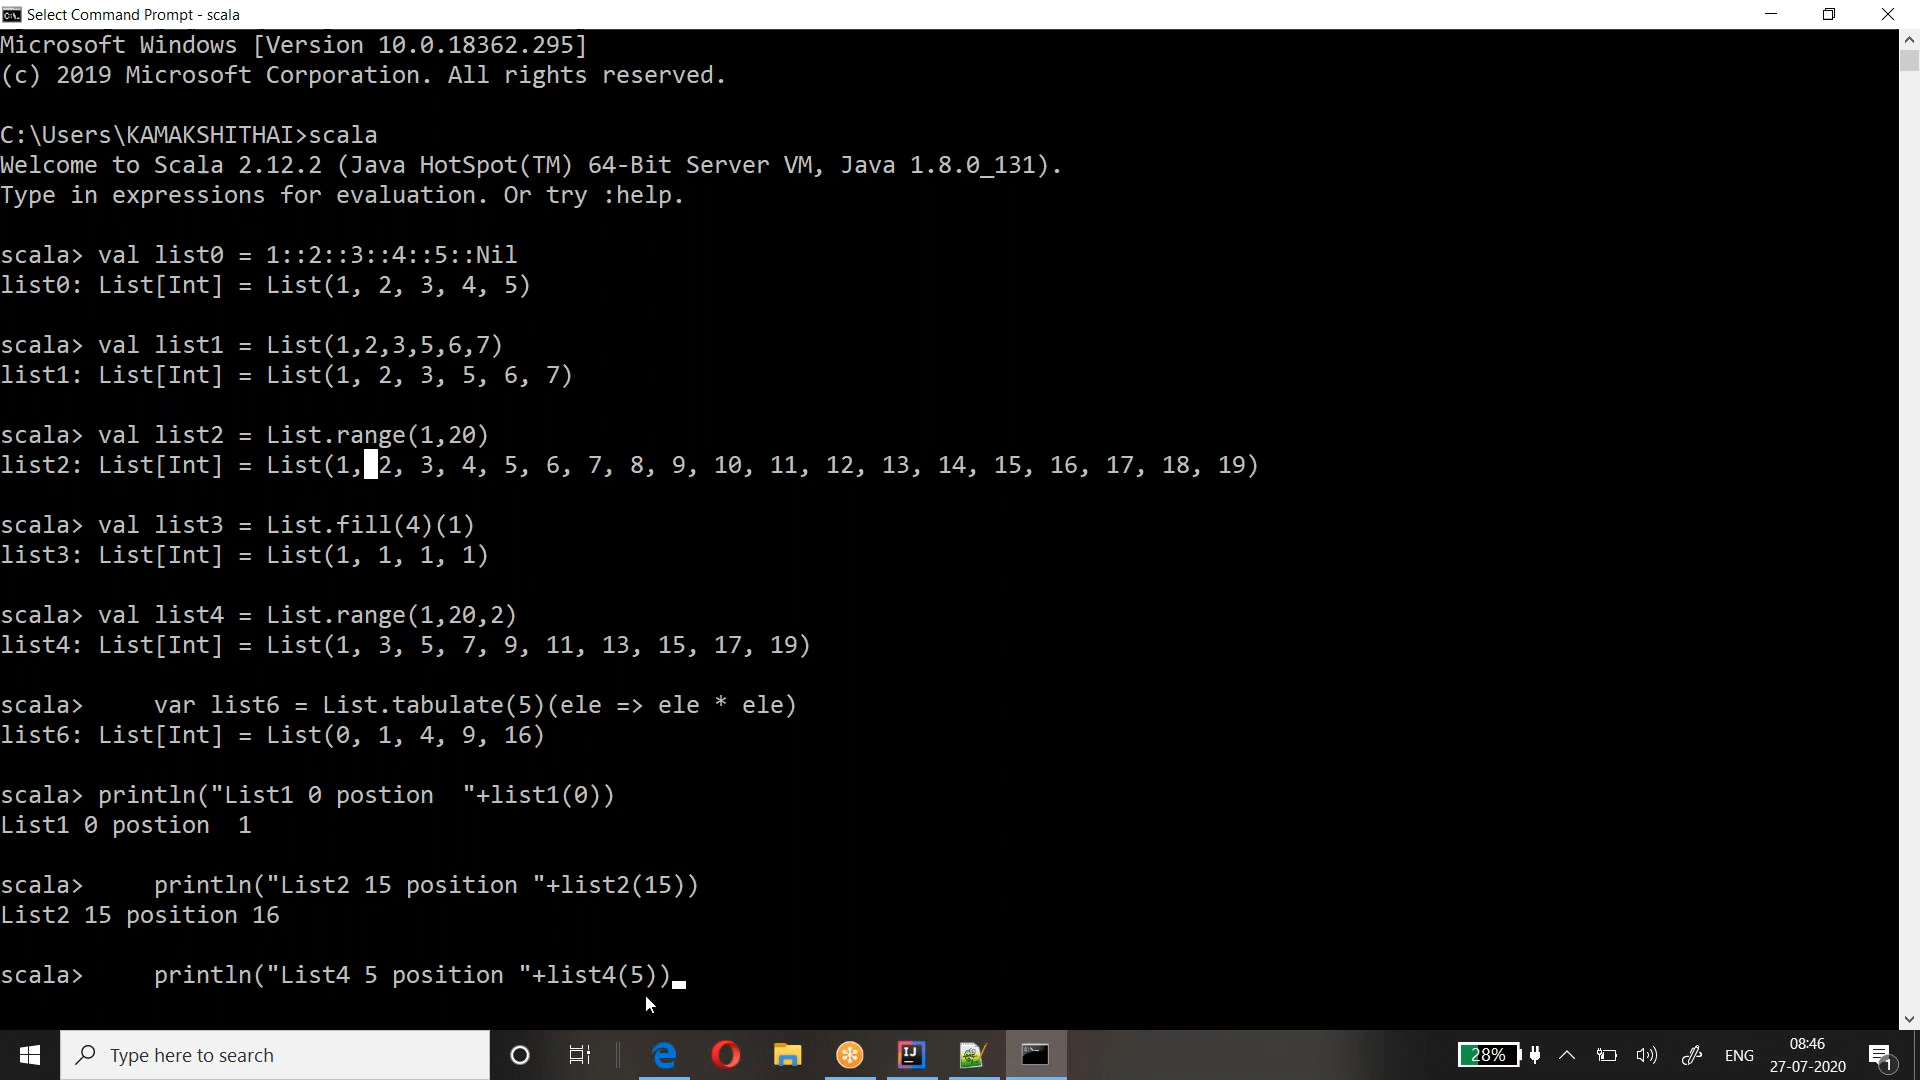 Select Command Prompt - scala
Microsoft Windows [Version 10.0.18362.295]
(c) 2019 Microsoft Corporation. All rights reserved.
C:\Users\KAMAKSHITHAI>scala
Welcome to Scala 2.12.2 (Java HotSpot(TM) 64-Bit Server VM, Java 1.8.0_131).
Type in expressions for evaluation. Or try :help.
scala> val list0 = 1::2::3::4::5::Nil
list0: List[Int] = List(1, 2, 3, 4, 5)
scala> val list1 = List(1,2,3,5,6,7)
list1: List[Int] = List(1, 2, 3, 5, 6, 7)
scala> val list2 = List.range(1,20)
list2: List[Int] = List(1, 2, 3, 4, 5, 6, 7, 8, 9, 10, 11, 12, 13, 14, 15, 16, 17, 18, 19)
scala> val list3 = List.fill(4)(1)
list3: List[Int] = List(1, 1, 1, 1)
scala> val list4 = List.range(1,20,2)
list4: List[Int] = List(1, 3, 5, 7, 9, 11, 13, 15, 17, 19)
scala>     var list6 = List.tabulate(5)(ele => ele * ele)
list6: List[Int] = List(0, 1, 4, 9, 16)
scala> println("List1 0 postion  "+list1(0))
List1 0 postion  1
scala>     println("List2 15 position "+list2(15))
List2 15 position 16
scala>     println("List4 5 position "+list4(5))
Type here to search
28%
ENG
08:46
27-07-2020
1